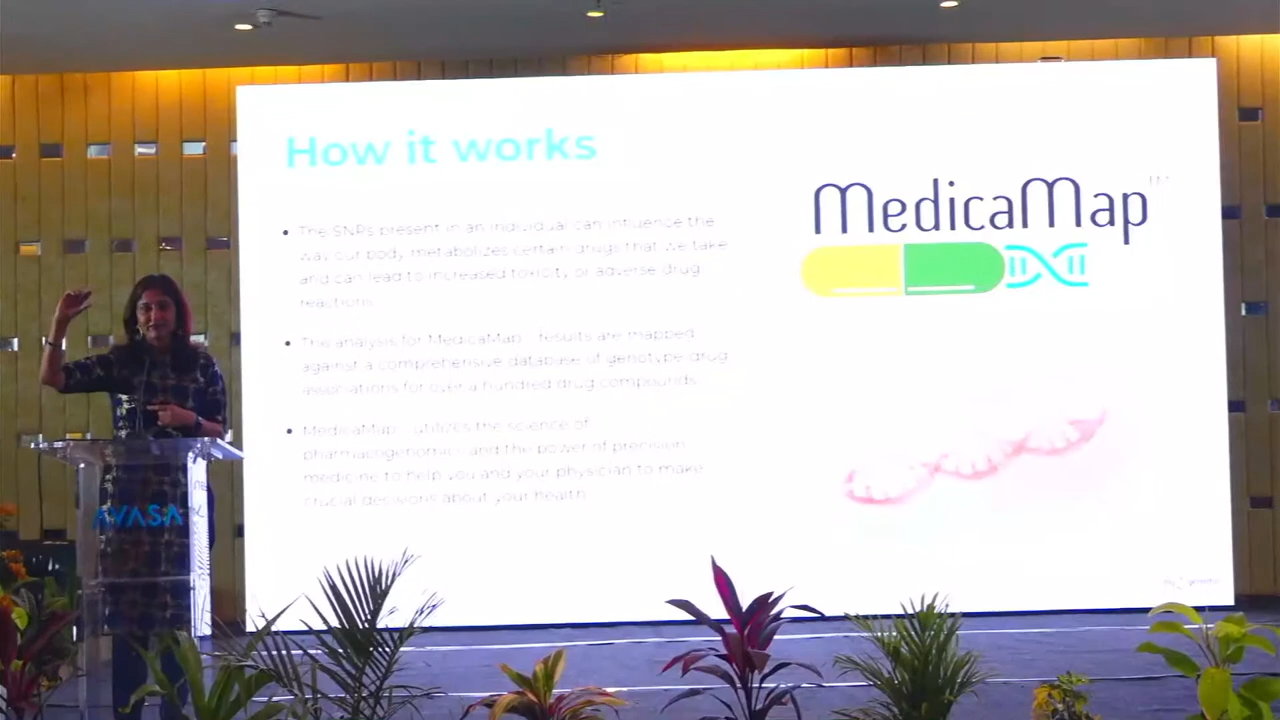 How it works
MedicaMap™
• The SNPs present in an individual can influence the
way our body metabolizes certain drugs that we take
and can lead to increased toxicity or adverse drug
reactions
• The analysis for MedicaMap results are mapped
against a comprehensive database of genotype-drug
associations for over a hundred drug compounds
• MedicaMap utilizes the science of
pharmacogenomics and the power of precision
medicine to help you and your physician to make
crucial decisions about your health
AVASA